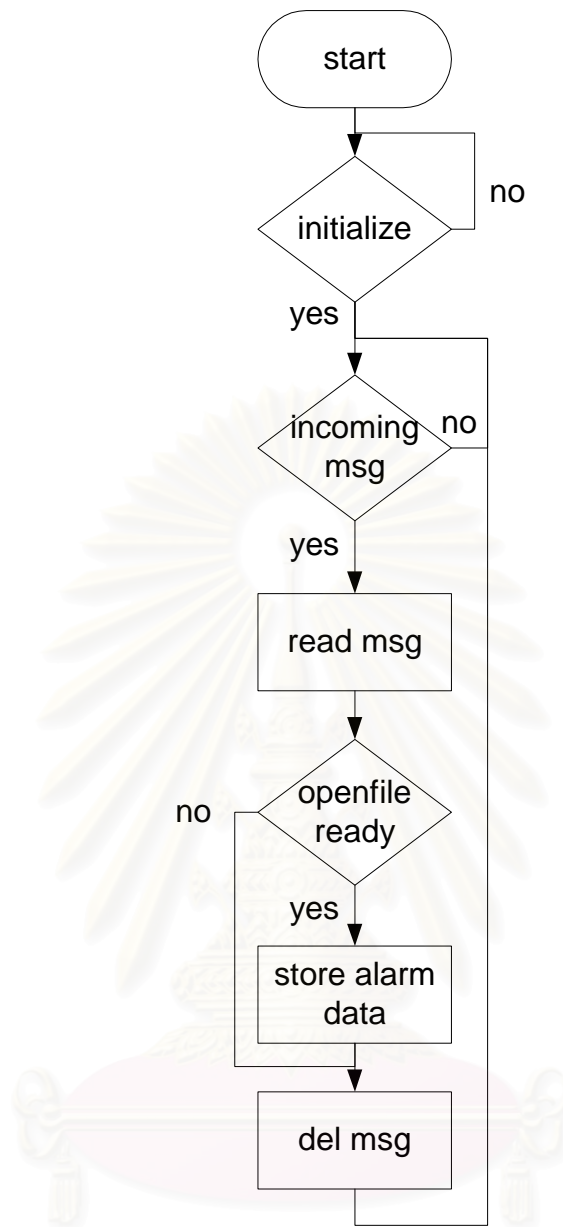 start
no
initialize
yes
incoming
msg
no
yes
read msg
openfile
ready
no
yes
store alarm
data
del msg